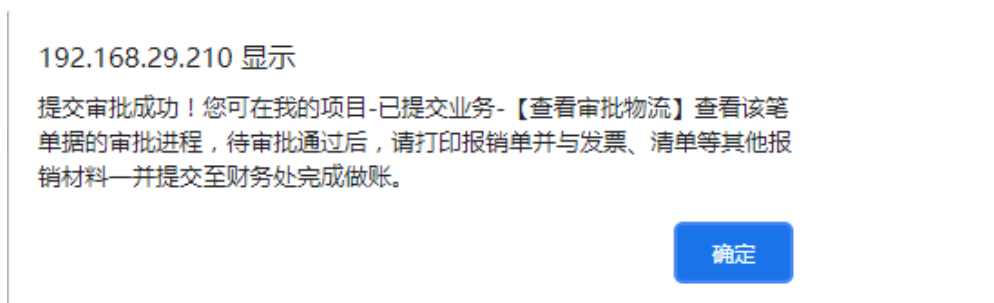 192.168.29.210 显示
提交审批成功！您可在我的项目-已提交业务-【查看审批物流】查看该笔
单据的审批进程，待审批通过后，请打印报销单并与发票、清单等其他报
销材料一并提交至财务处完成做账。
确定